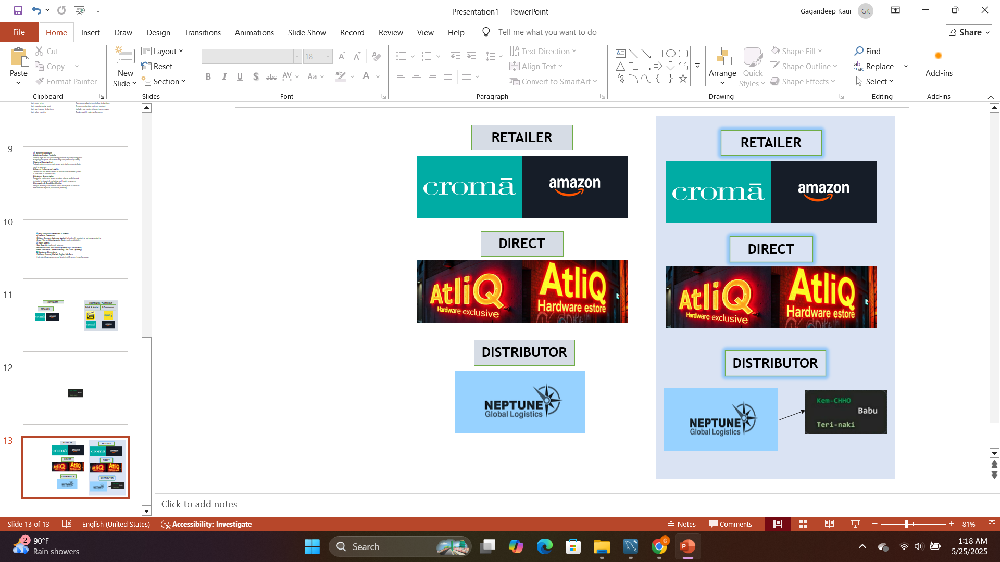 Presentation1 - PowerPoint
Gagandeep Kaur
GK
File
Home
Insert
Draw
Design
Transitions
Animations
Slide Show
Record
Review
View
Help
Tell me what you want to do
Share
Paste
Cut
Copy
Format Painter
Clipboard
New Slide
Layout
Reset
Section
Slides
18
B I U S abc AV Aa A
Font
Text Direction
Align Text
Convert to SmartArt
Paragraph
Arrange
Quick Styles
Shape Fill
Shape Outline
Shape Effects
Drawing
Find
Replace
Select
Editing
Add-ins
Add-ins
9
10
11
12
13
RETAILER
cromā
amazon
DIRECT
AtliQ
Hardware exclusive
AtliQ
Hardware estore
DISTRIBUTOR
NEPTUNE
Global Logistics
RETAILER
cromā
amazon
DIRECT
AtliQ
Hardware exclusive
AtliQ
Hardware estore
DISTRIBUTOR
NEPTUNE
Global Logistics
Kem-CHHO
Babu
Teri-naki
Click to add notes
Slide 13 of 13
English (United States)
Accessibility: Investigate
Notes
Comments
81%
2
90°F
Rain showers
Search
1:18 AM
5/25/2025